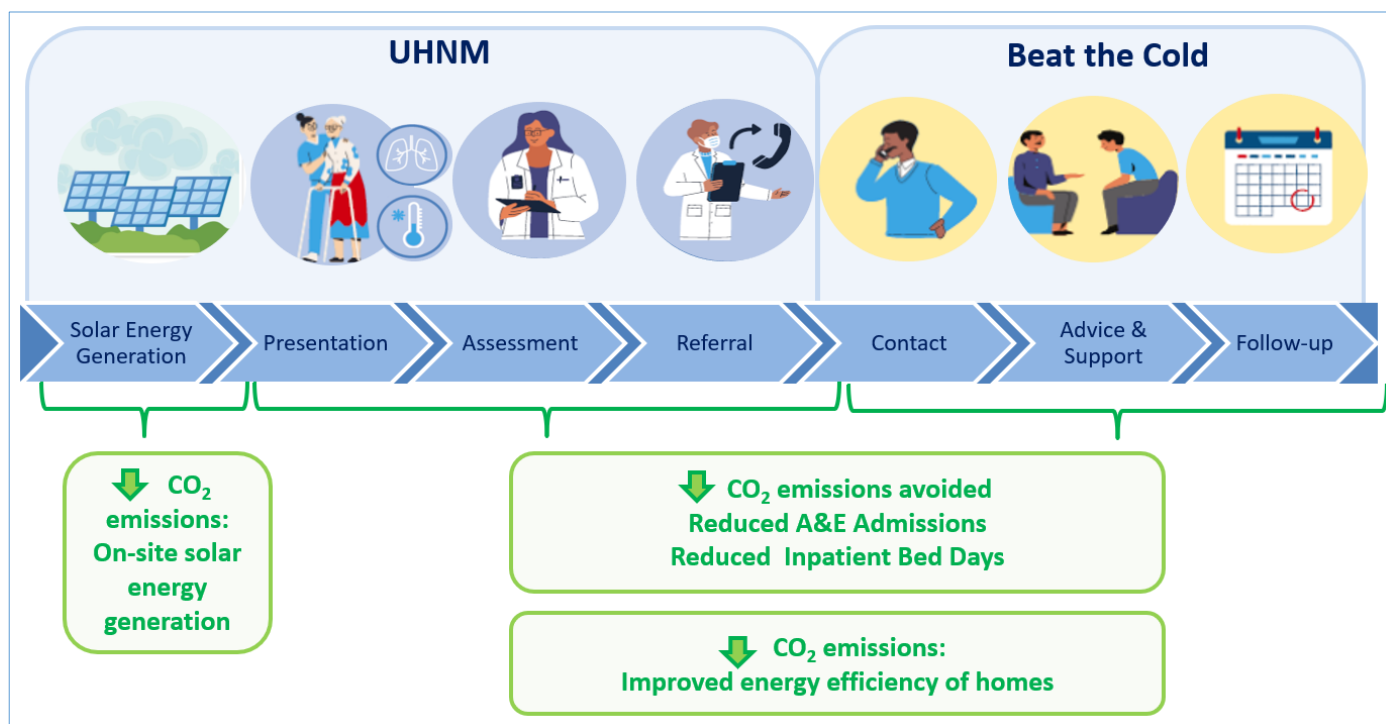 UHNM
Beat the Cold
Solar Energy
Generation
Presentation
Assessment
Referral
Contact
Advice &
Support
Follow-up
CO₂
emissions:
On-site solar
energy
generation
CO₂ emissions avoided
Reduced A&E Admissions
Reduced Inpatient Bed Days
CO₂ emissions:
Improved energy efficiency of homes